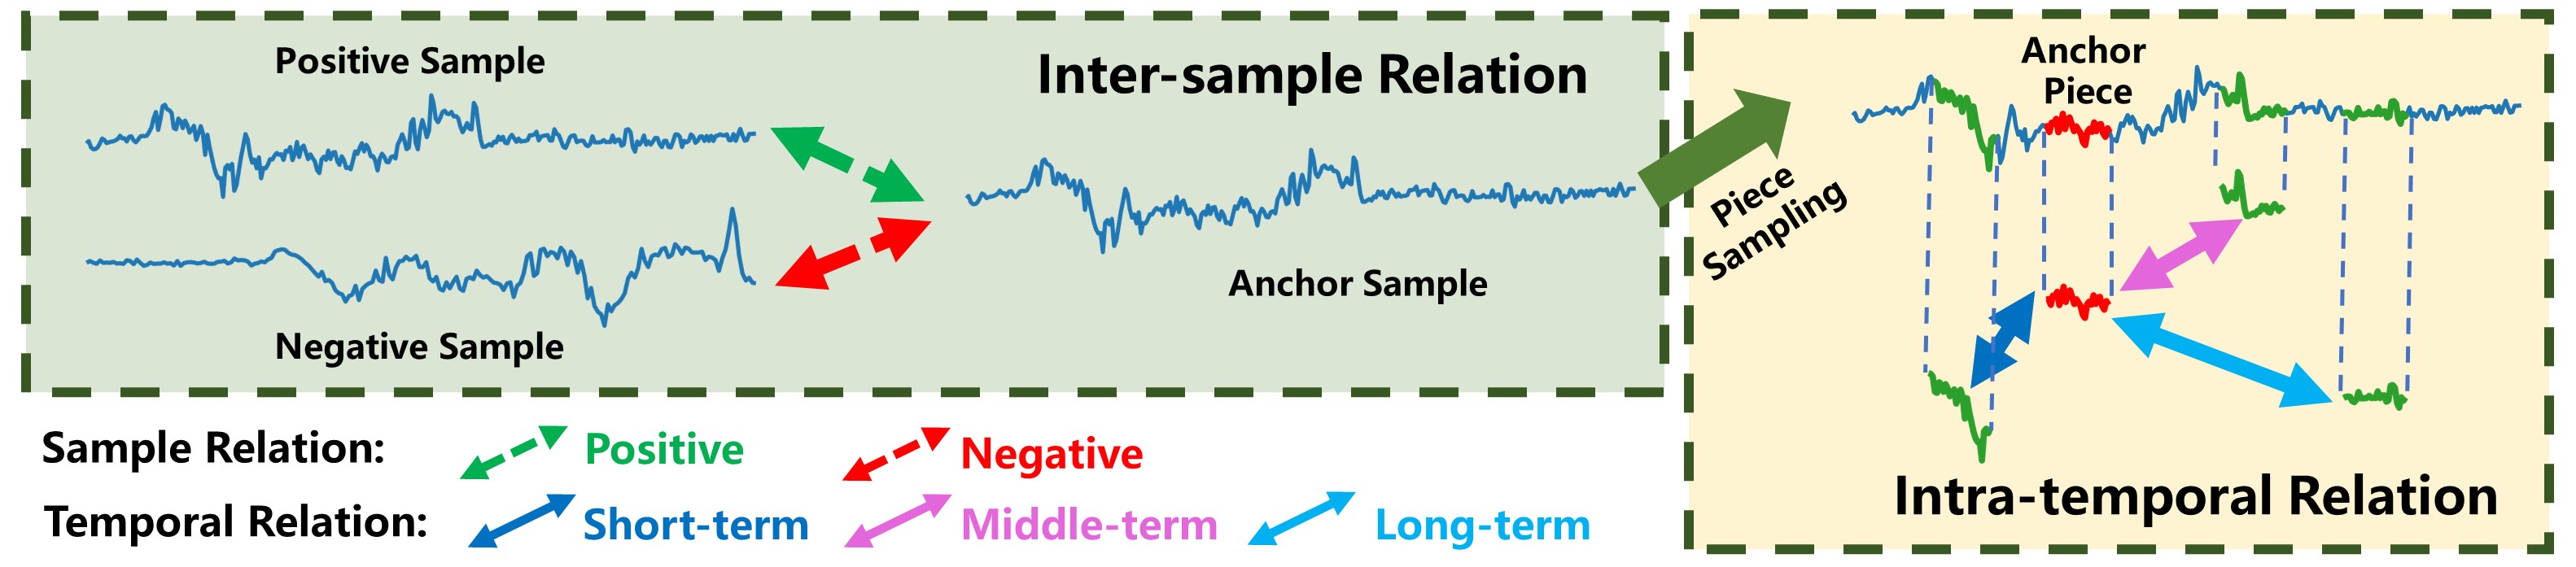 Positive Sample
Inter-sample Relation
Negative Sample
Anchor Sample
Piece
Sampling
Anchor
Piece
Intra-temporal Relation
Sample Relation: Positive Negative
Temporal Relation: Short-term Middle-term Long-term